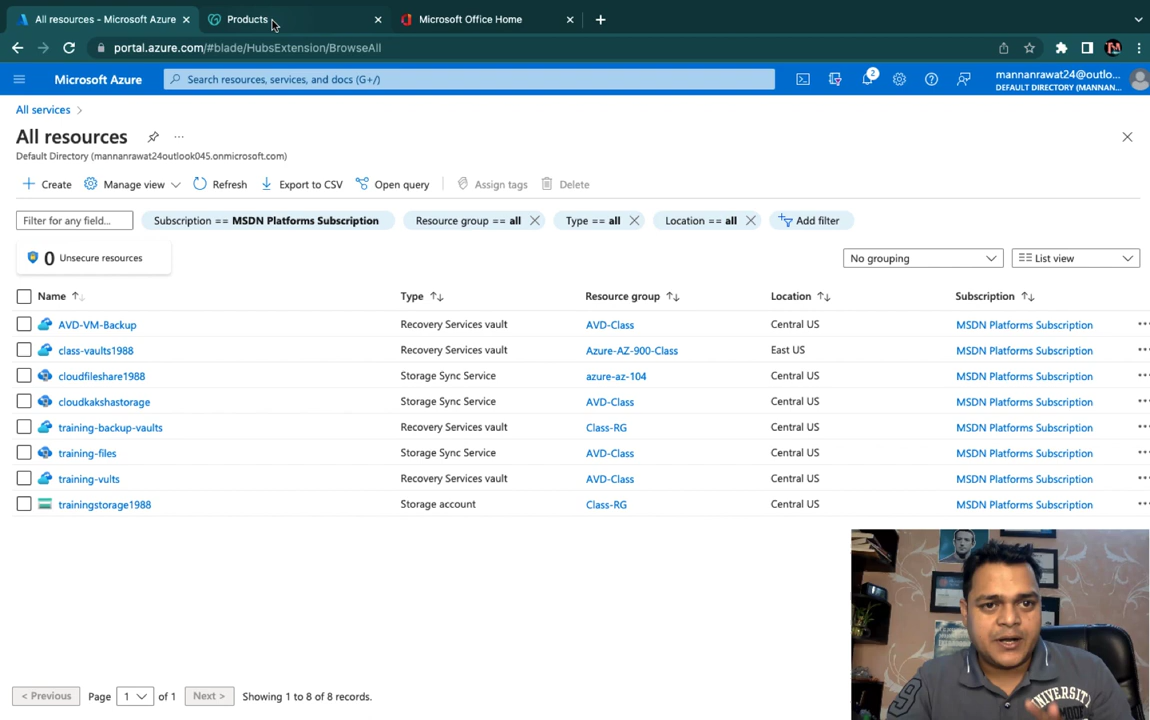 All resources - Microsoft Azure
Products
Microsoft Office Home
portal.azure.com/#blade/HubsExtension/BrowseAll
Microsoft Azure
Search resources, services, and docs (G+/)
2
mannanrawat24@outlo...
DEFAULT DIRECTORY (MANNAN...
All services >
All resources
...
Default Directory (mannanrawat24outlook045.onmicrosoft.com)
Create Manage view Refresh Export to CSV Open query Assign tags Delete
Filter for any field... Subscription == MSDN Platforms Subscription Resource group == all Type == all Location == all Add filter
0 Unsecure resources
No grouping List view
Name Type Resource group Location Subscription
AVD-VM-Backup Recovery Services vault AVD-Class Central US MSDN Platforms Subscription
class-vaults1988 Recovery Services vault Azure-AZ-900-Class East US MSDN Platforms Subscription
cloudfileshare1988 Storage Sync Service azure-az-104 Central US MSDN Platforms Subscription
cloudkakshastorage Storage Sync Service AVD-Class Central US MSDN Platforms Subscription
training-backup-vaults Recovery Services vault Class-RG Central US MSDN Platforms Subscription
training-files Storage Sync Service AVD-Class Central US MSDN Platforms Subscription
training-vults Recovery Services vault AVD-Class Central US MSDN Platforms Subscription
trainingstorage1988 Storage account Class-RG Central US MSDN Platforms Subscription
< Previous Page 1 of 1 Next > Showing 1 to 8 of 8 records.
9
UNIVERSITY
MODE